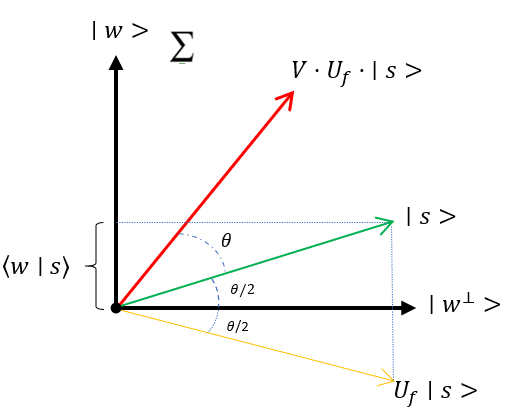 | w >
∑
V · U_f · | s >
| s >
θ
⟨w | s⟩
θ/2
| w^⊥ >
θ/2
U_f | s >